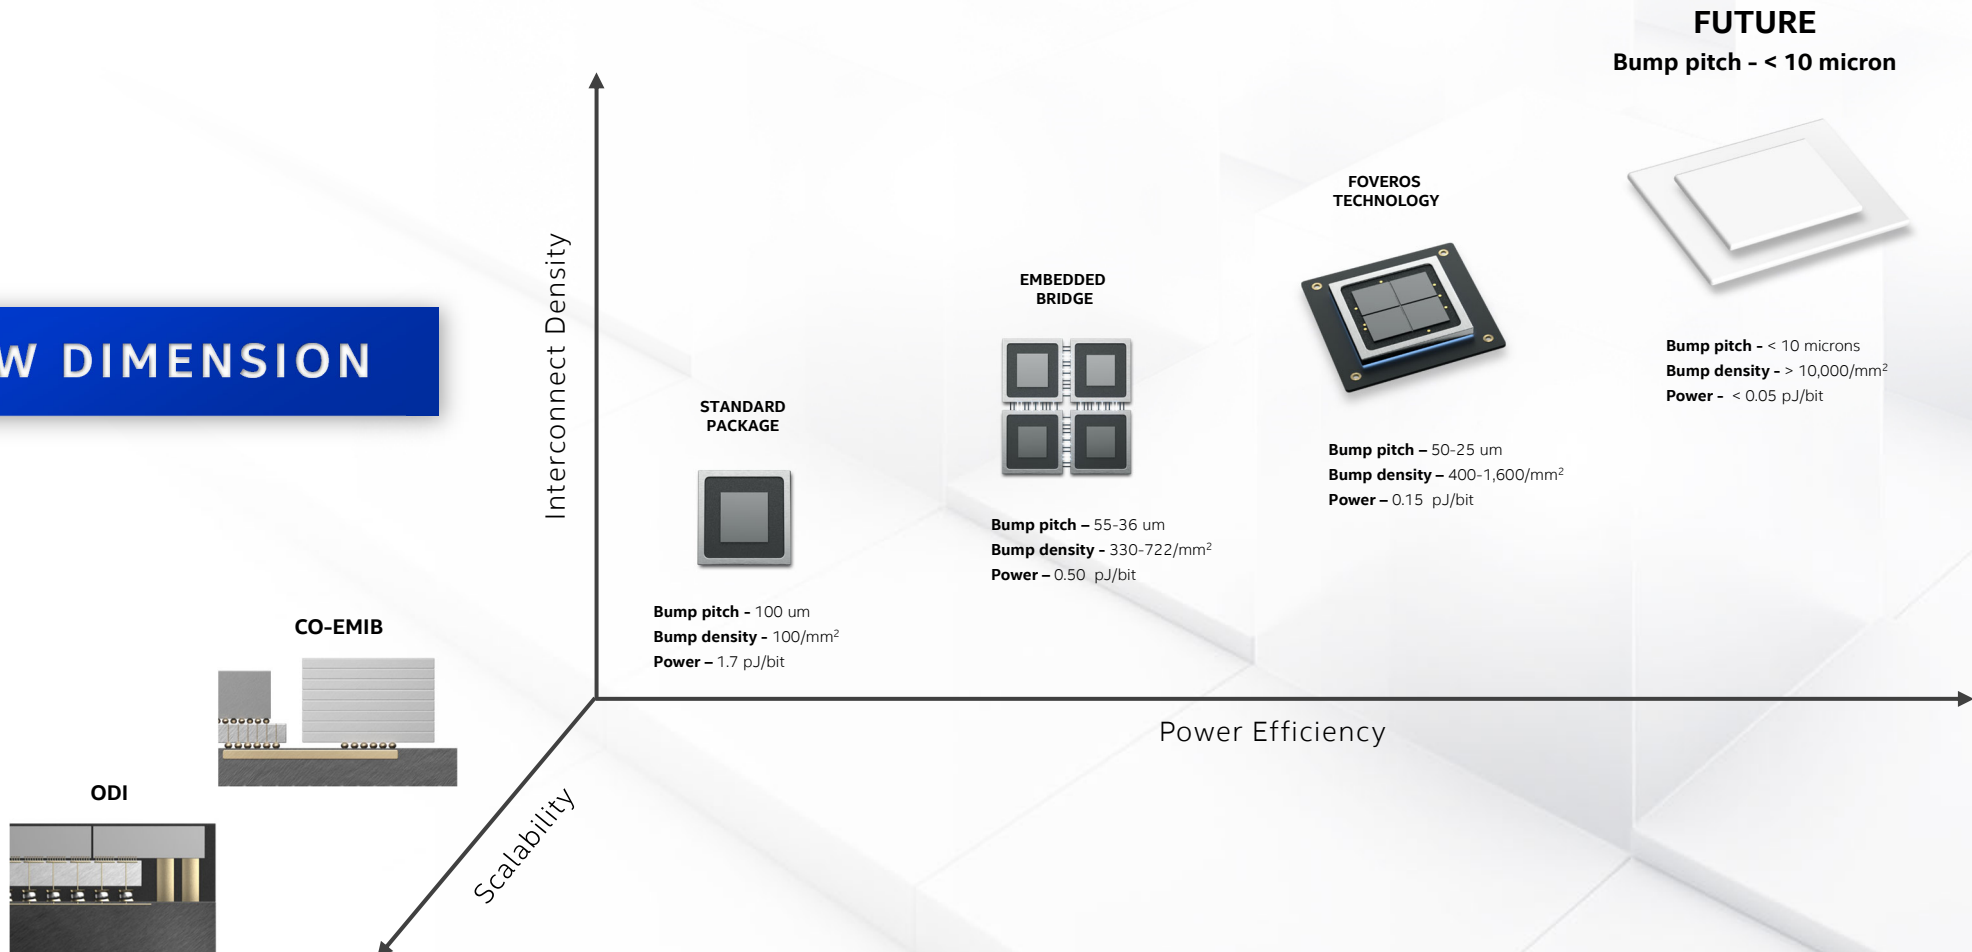 FUTURE
Bump pitch - < 10 micron
FOVEROS
TECHNOLOGY
EMBEDDED
BRIDGE
W DIMENSION
Interconnect Density
STANDARD
PACKAGE
Bump pitch - < 10 microns
Bump density - > 10,000/mm²
Power - < 0.05 pJ/bit
Bump pitch – 50-25 um
Bump density – 400-1,600/mm²
Power – 0.15 pJ/bit
Bump pitch – 55-36 um
Bump density - 330-722/mm²
Power – 0.50 pJ/bit
Bump pitch - 100 um
Bump density - 100/mm²
Power – 1.7 pJ/bit
CO-EMIB
Power Efficiency
ODI
Scalability